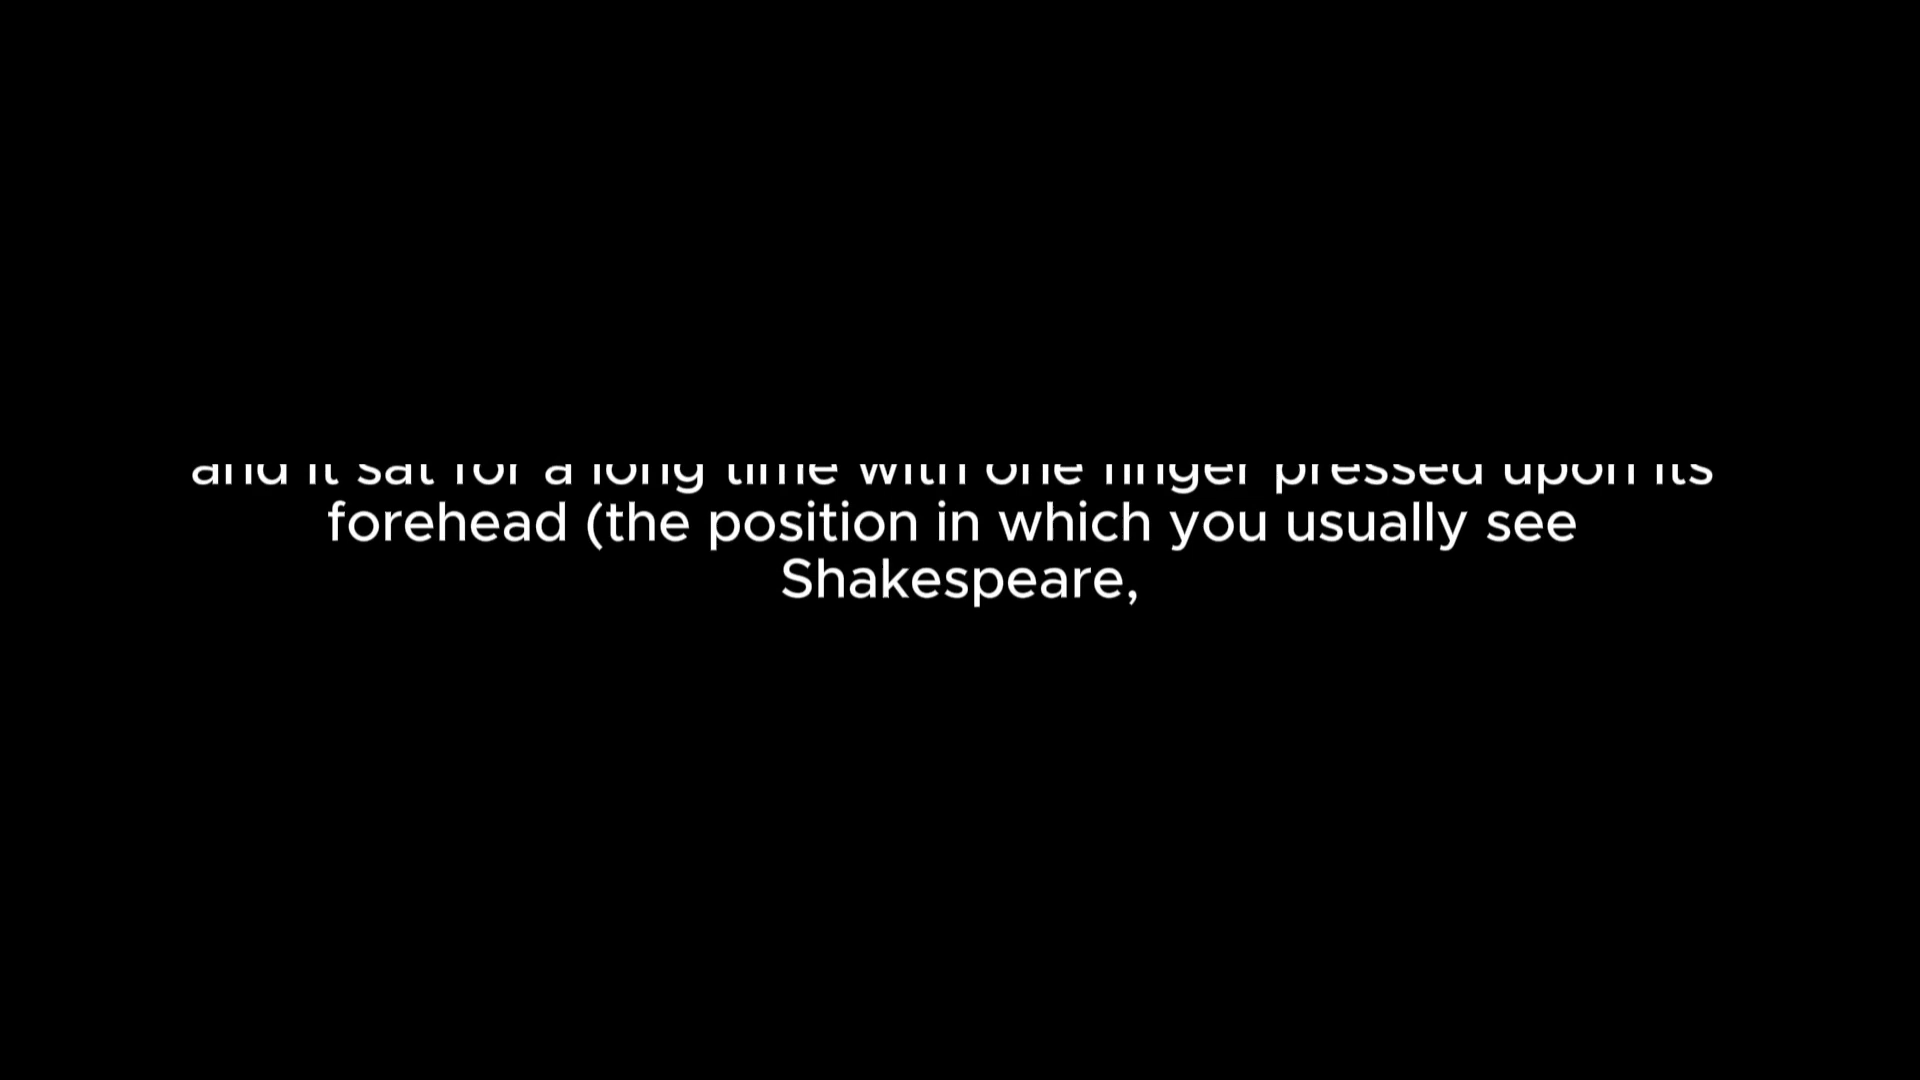 and it sat for a long time with one finger pressed upon its
forehead (the position in which you usually see
Shakespeare,